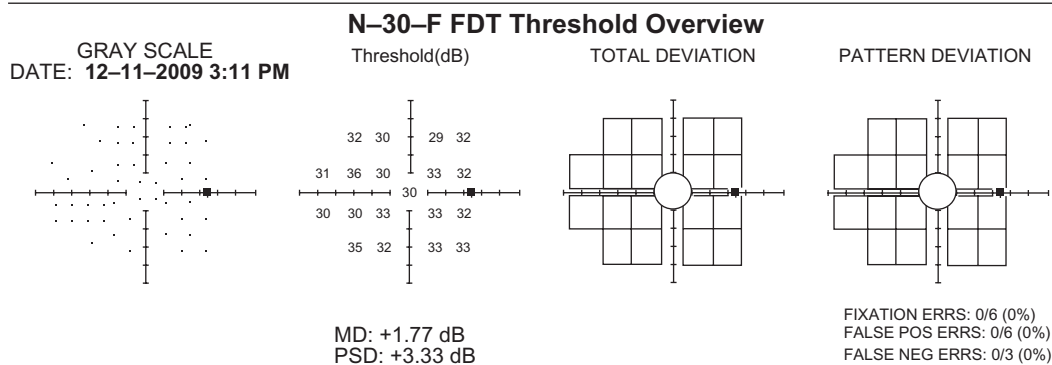 N–30–F FDT Threshold Overview
GRAY SCALE
DATE: 12–11–2009 3:11 PM
Threshold(dB)
32 30 29 32
31 36 30 33 32
30
30 30 33 33 32
35 32 33 33
MD: +1.77 dB
PSD: +3.33 dB
TOTAL DEVIATION
PATTERN DEVIATION
FIXATION ERRS: 0/6 (0%)
FALSE POS ERRS: 0/6 (0%)
FALSE NEG ERRS: 0/3 (0%)